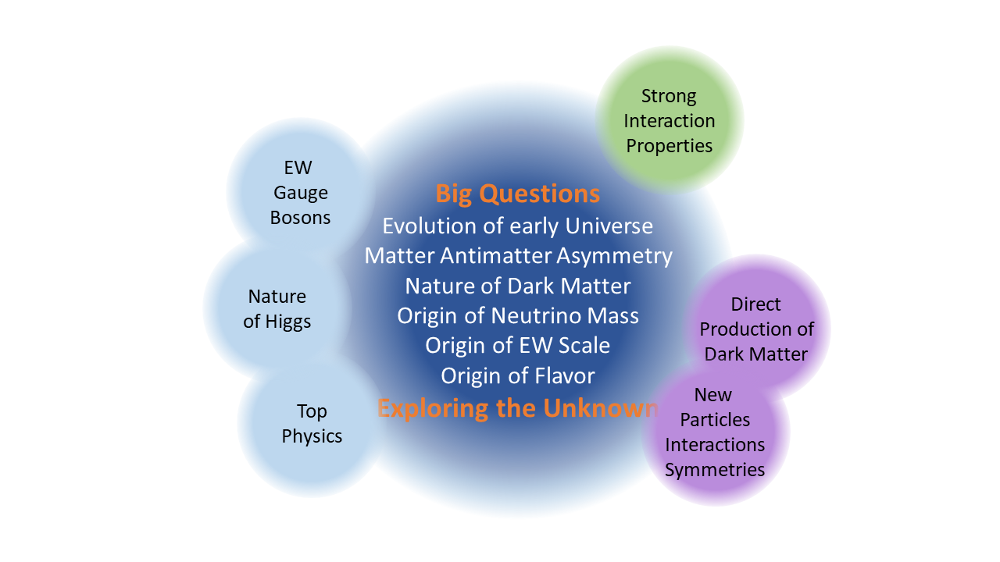 Strong
Interaction
Properties
EW
Gauge
Bosons
Big Questions
Evolution of early Universe
Matter Antimatter Asymmetry
Nature of Dark Matter
Origin of Neutrino Mass
Origin of EW Scale
Origin of Flavor
Exploring the Unknown
Nature
of Higgs
Direct
Production of
Dark Matter
Top
Physics
New
Particles
Interactions
Symmetries